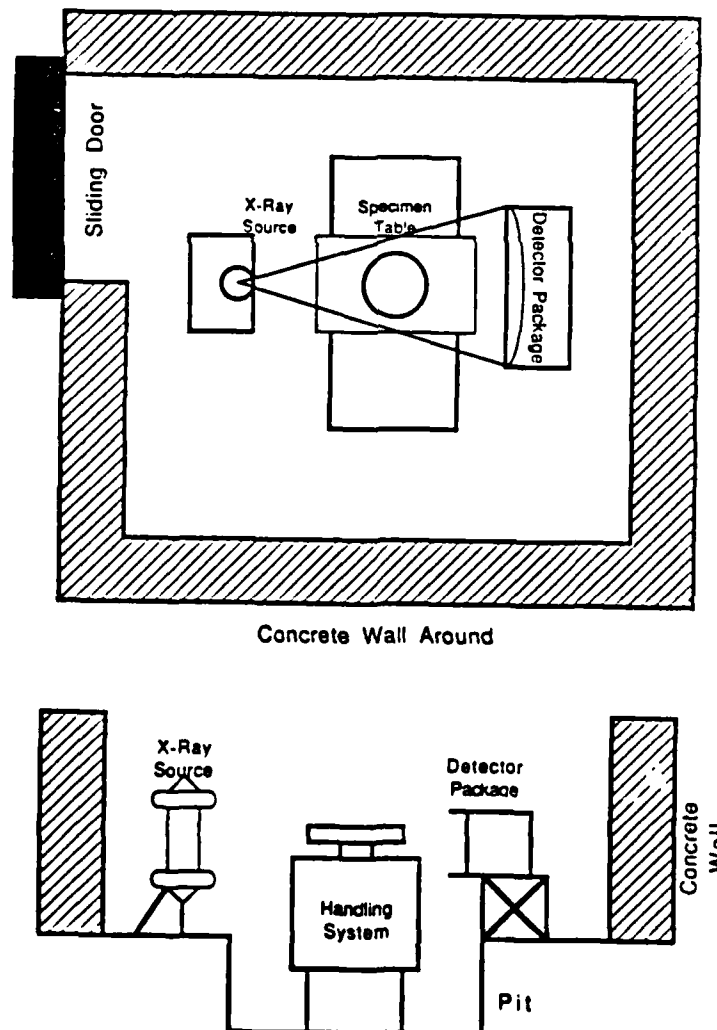 Sliding Door
X-Ray
Source
Specimen
Table
Detector Package
Concrete Wall Around
X-Ray
Source
Detector
Package
Concrete
Wall
Handling
System
Pit